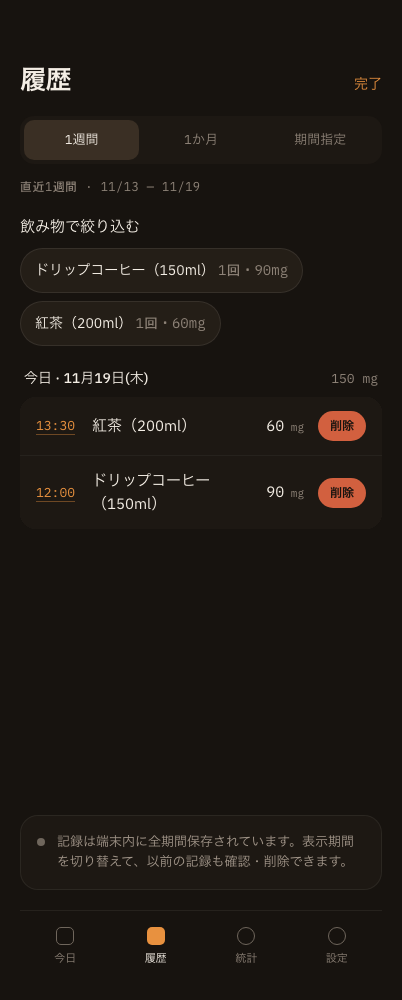 履歴
完了
1週間
1か月
期間指定
直近1週間 · 11/13 — 11/19
飲み物で絞り込む
ドリップコーヒー（150ml） 1回・90mg
紅茶（200ml） 1回・60mg
今日 · 11月19日(木)
150 mg
13:30 紅茶（200ml） 60 mg 削除
12:00 ドリップコーヒー
（150ml） 90 mg 削除
記録は端末内に全期間保存されています。表示期間
を切り替えて、以前の記録も確認・削除できます。
今日
履歴
統計
設定